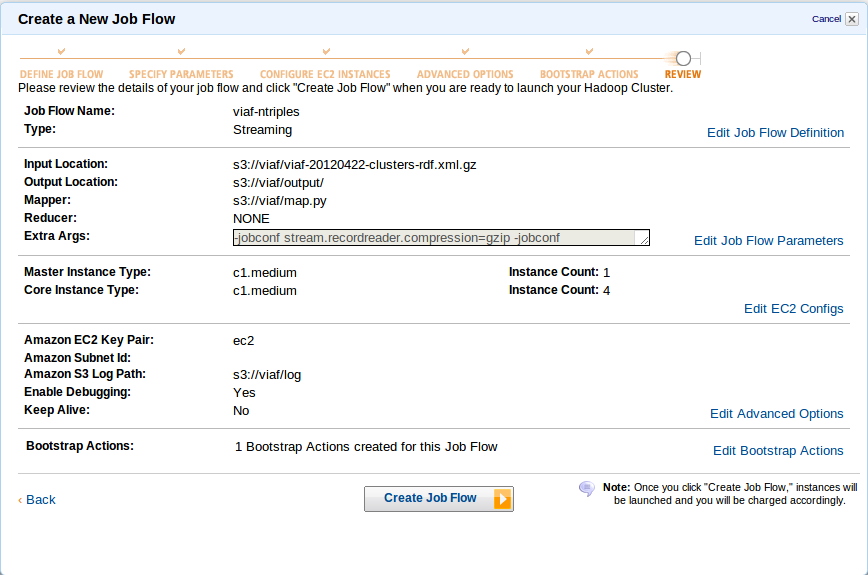 Create a New Job Flow
Cancel
DEFINE JOB FLOW SPECIFY PARAMETERS CONFIGURE EC2 INSTANCES ADVANCED OPTIONS BOOTSTRAP ACTIONS REVIEW
Please review the details of your job flow and click "Create Job Flow" when you are ready to launch your Hadoop Cluster.
Job Flow Name: viaf-ntriples
Type: Streaming
Edit Job Flow Definition
Input Location: s3://viaf/viaf-20120422-clusters-rdf.xml.gz
Output Location: s3://viaf/output/
Mapper: s3://viaf/map.py
Reducer: NONE
Extra Args: -jobconf stream.recordreader.compression=gzip -jobconf
Edit Job Flow Parameters
Master Instance Type: c1.medium Instance Count: 1
Core Instance Type: c1.medium Instance Count: 4
Edit EC2 Configs
Amazon EC2 Key Pair: ec2
Amazon Subnet Id:
Amazon S3 Log Path: s3://viaf/log
Enable Debugging: Yes
Keep Alive: No
Edit Advanced Options
Bootstrap Actions: 1 Bootstrap Actions created for this Job Flow
Edit Bootstrap Actions
‹ Back
Create Job Flow
Note: Once you click "Create Job Flow," instances will
be launched and you will be charged accordingly.